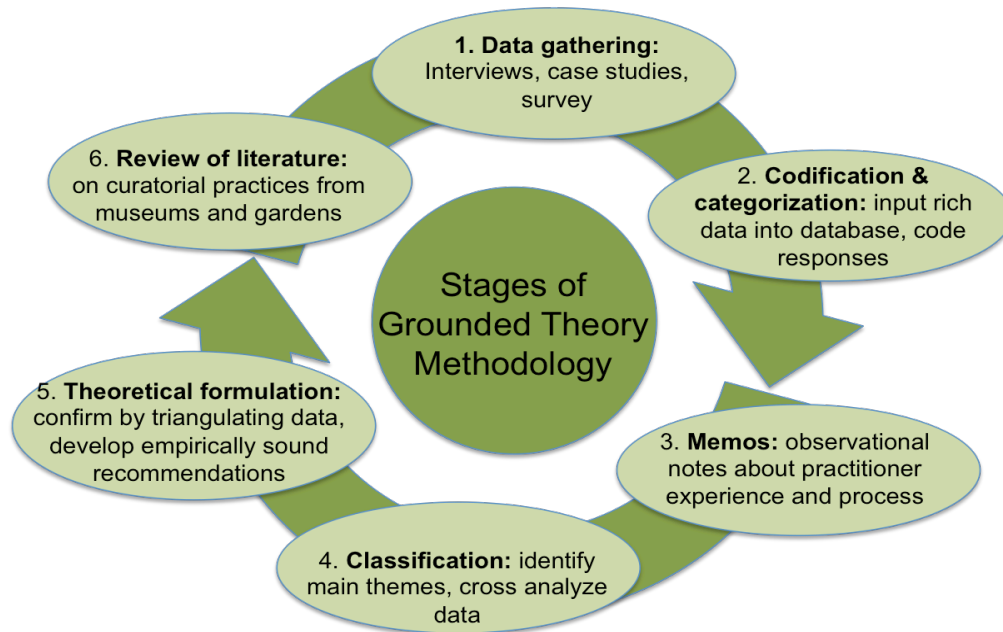 1. Data gathering:
Interviews, case studies,
survey
2. Codification &
categorization: input rich
data into database, code
responses
3. Memos: observational
notes about practitioner
experience and process
4. Classification: identify
main themes, cross analyze
data
5. Theoretical formulation:
confirm by triangulating data,
develop empirically sound
recommendations
6. Review of literature:
on curatorial practices from
museums and gardens
Stages of
Grounded Theory
Methodology